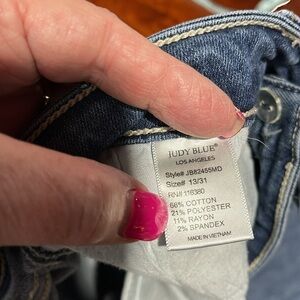 JUDY BLUE®
LOS ANGELES
Style# JB82455MD
Size# 13/31
RN# 116380
66% COTTON
21% POLYESTER
11% RAYON
2% SPANDEX
MADE IN VIETNAM